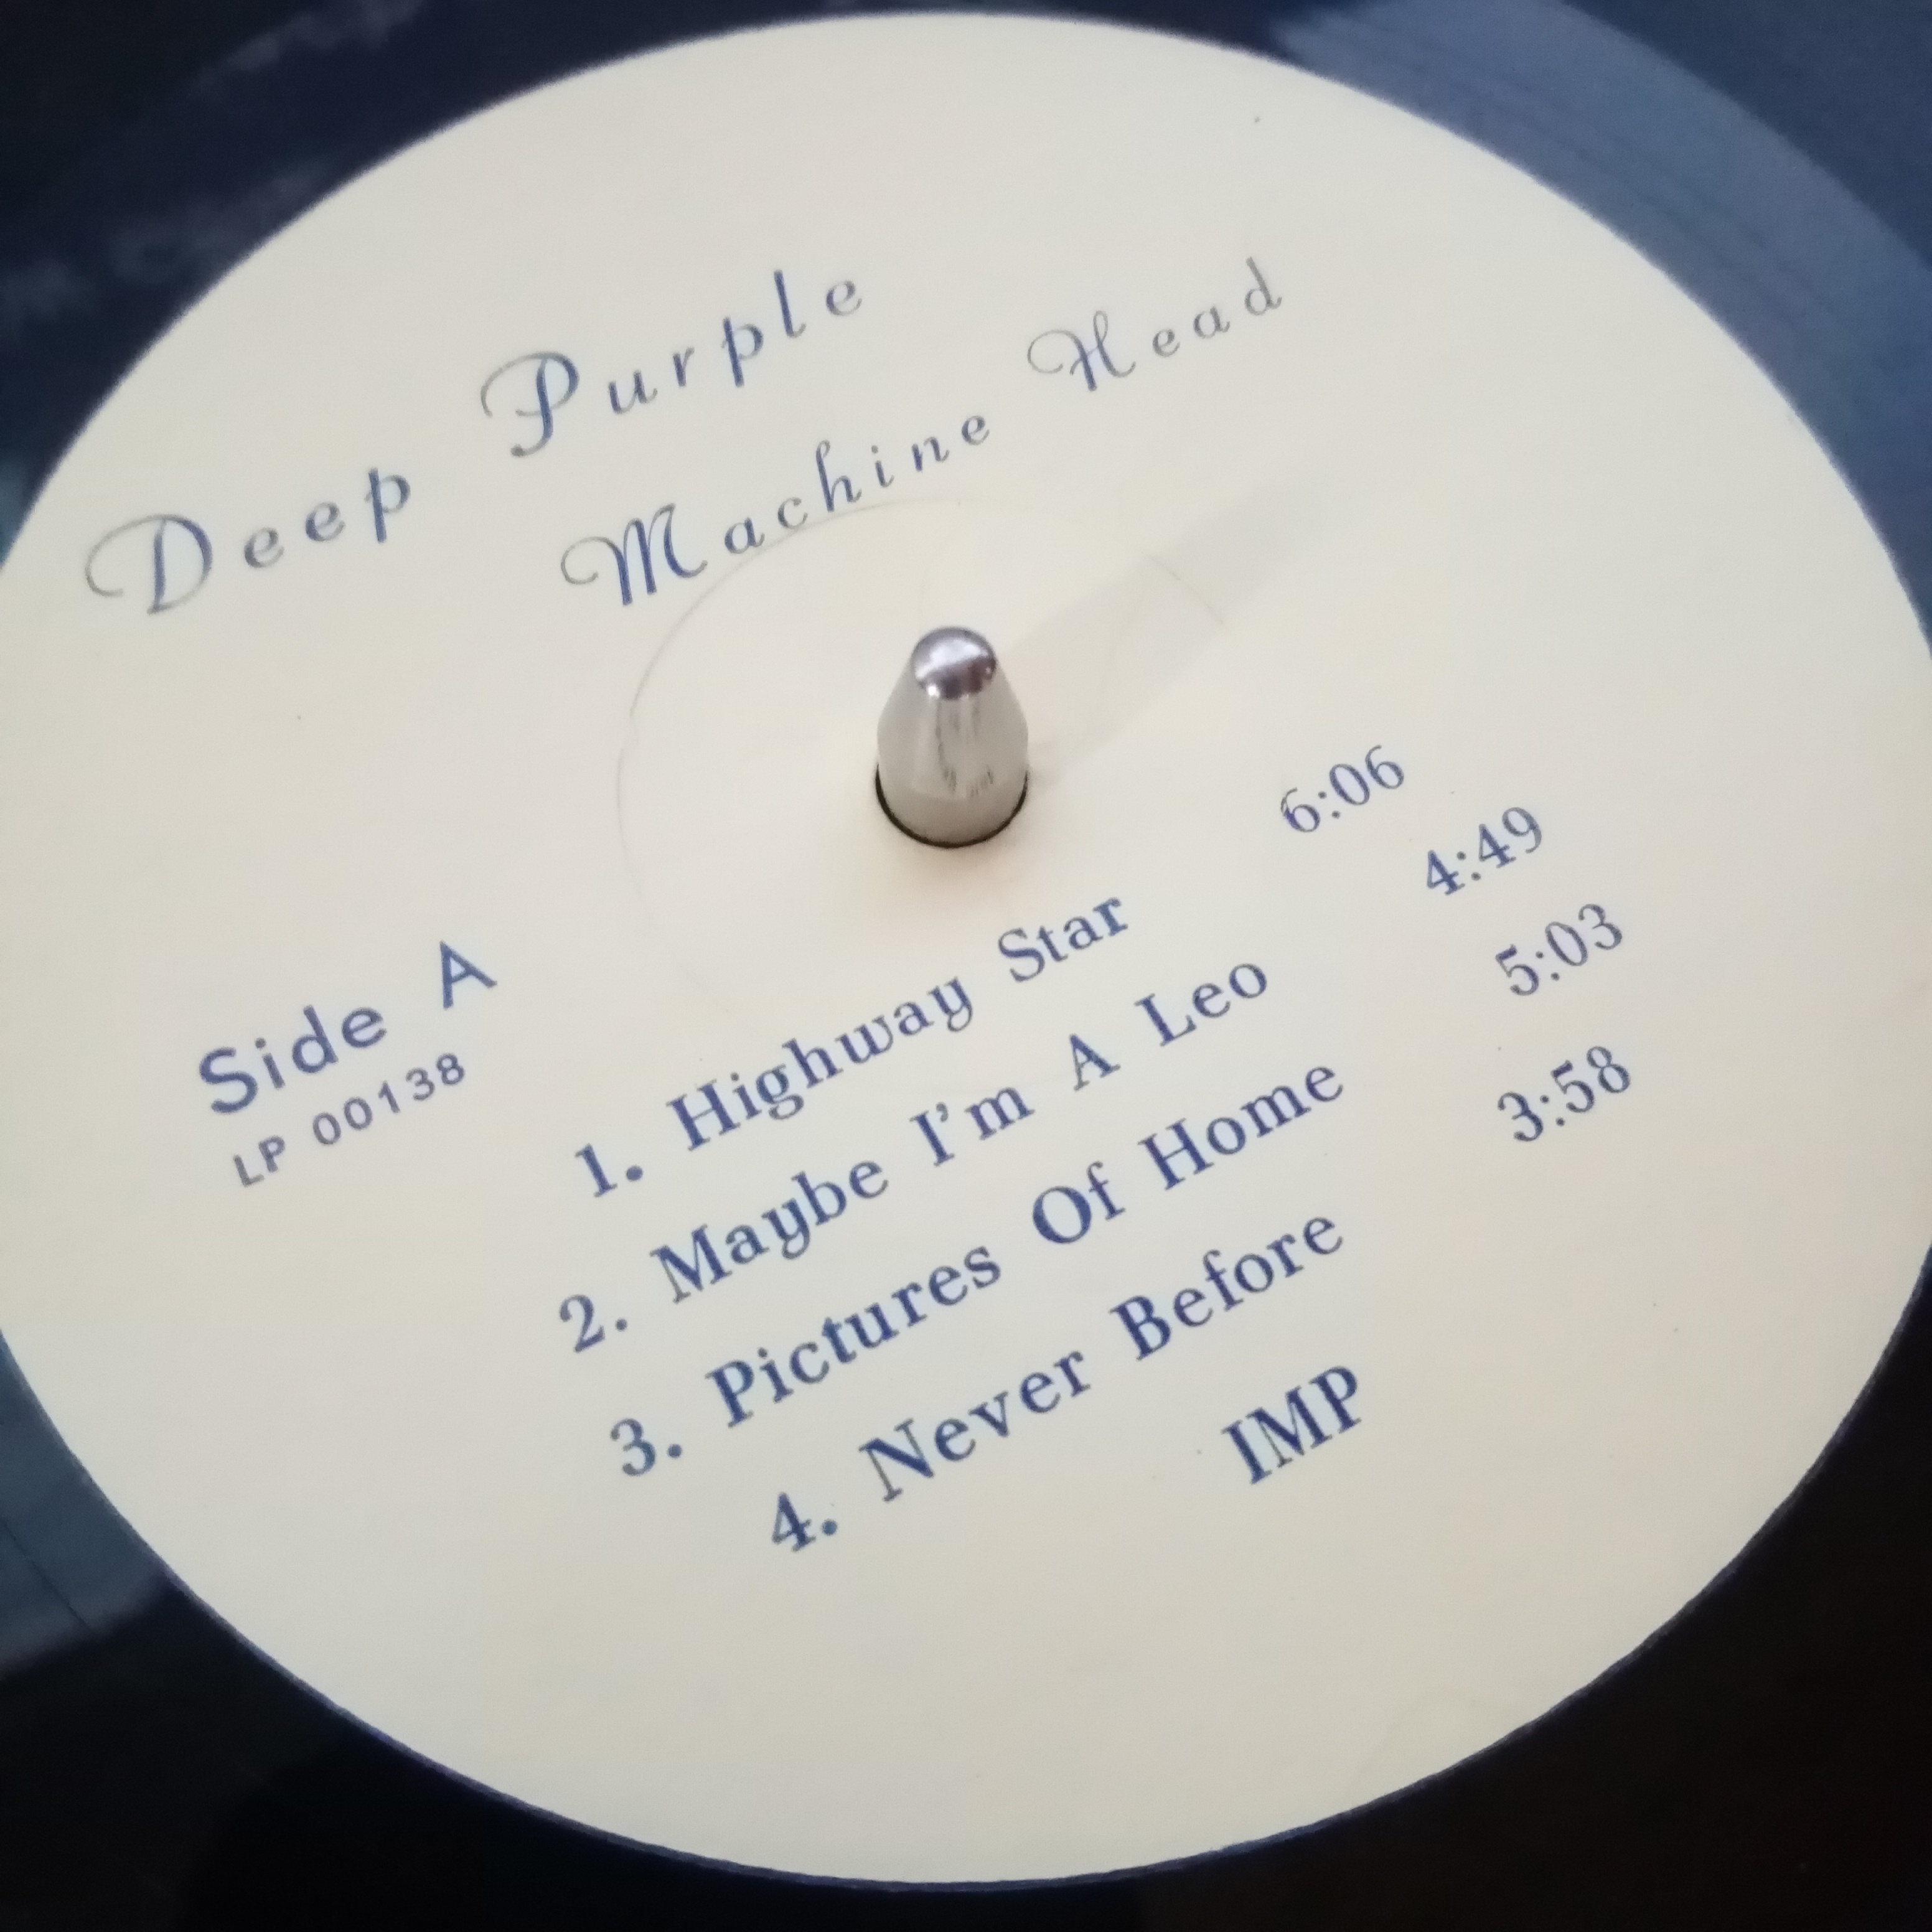 Deep Purple
Machine Head
Side A
LP 00138
1. Highway Star 6:06
2. Maybe I'm A Leo 4:49
3. Pictures Of Home 5:03
4. Never Before 3:58
IMP